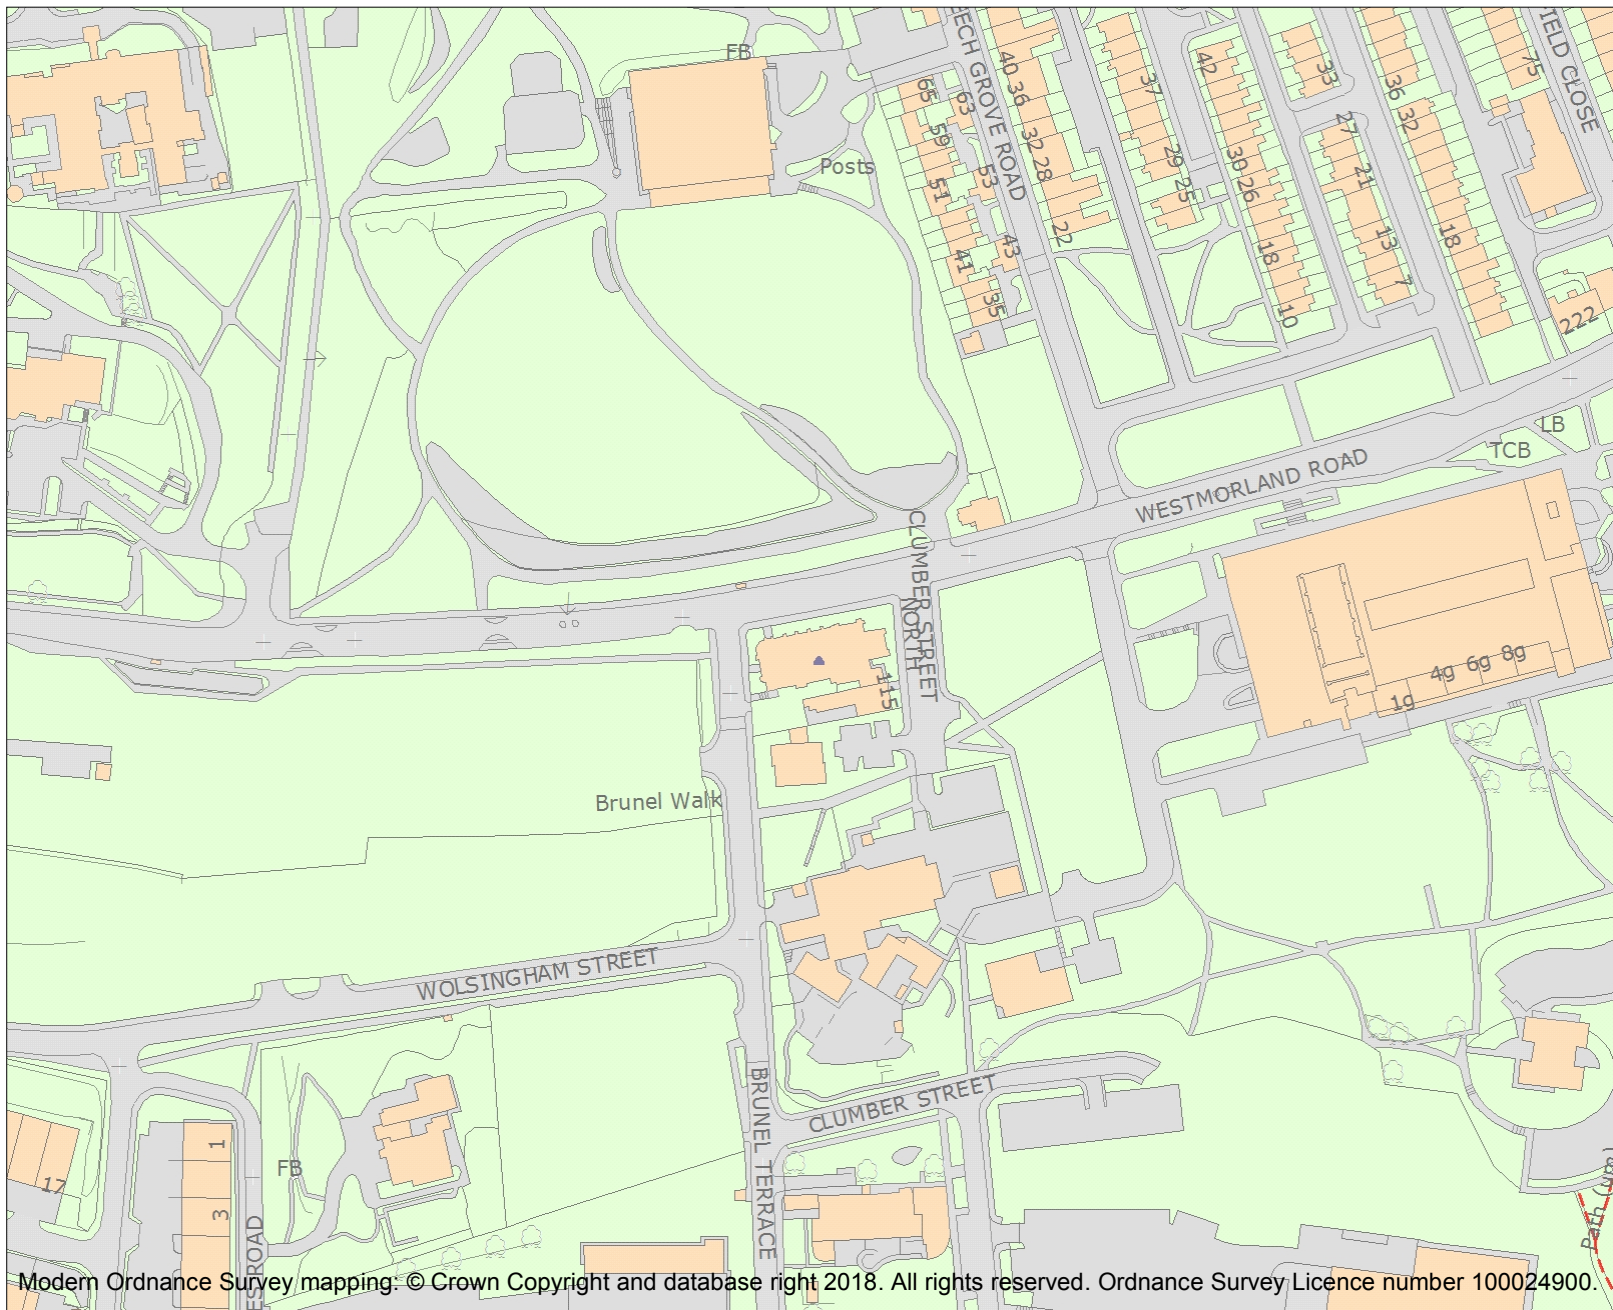 FB
EECH GROVE ROAD
40 36
37
42
33
36
75
FIELD CLOSE
65
63
59
32 28
32
27
Posts
53
51
29 25
30 26
21
22
43
41
18
13
18
35
10
7
222
LB
TCB
WESTMORLAND ROAD
CLUMBER STREET
NORTH
115
1g
4g 6g 8g
Brunel Walk
WOLSINGHAM STREET
CLUMBER STREET
BRUNEL TERRACE
1
FB
17
3
EST ROAD
Path (um)
Modern Ordnance Survey mapping: © Crown Copyright and database right 2018. All rights reserved. Ordnance Survey Licence number 100024900.